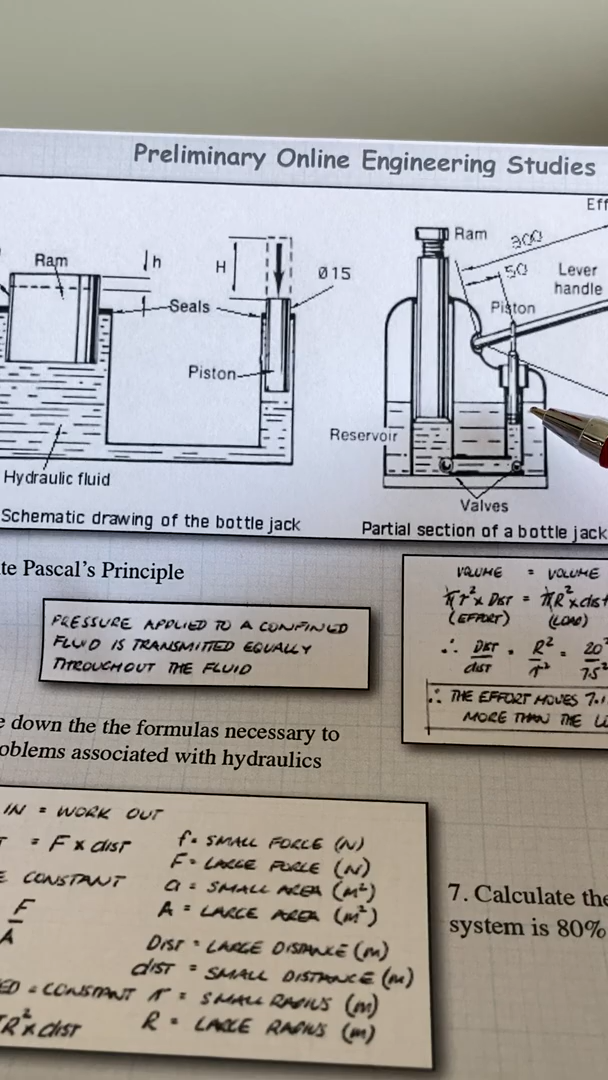 Preliminary Online Engineering Studies
Eff
Ram
h
H
Ø15
Seals
Piston
Hydraulic fluid
Schematic drawing of the bottle jack
Ram
300
50
Lever
handle
Piston
Reservoir
Valves
Partial section of a bottle jack
te Pascal's Principle
PRESSURE APPLIED TO A CONFINED
FLUID IS TRANSMITTED EQUALLY
THROUGHOUT THE FLUID
VOLUME = VOLUME
πr² x DIST = πR² x dist
(EFFORT) (LOAD)
∴ DIST/dist = R²/r² = 20²/7.5²
∴ THE EFFORT MOVES 7.1
MORE THAN THE
e down the the formulas necessary to
oblems associated with hydraulics
IN = WORK OUT
= F x dist
CONSTANT
F/A
= CONSTANT
R² x dist
f = SMALL FORCE (N)
F = LARGE FORCE (N)
a = SMALL AREA (M²)
A = LARGE AREA (M²)
DIST = LARGE DISTANCE (M)
dist = SMALL DISTANCE (M)
r = SMALL RADIUS (M)
R = LARGE RADIUS (M)
7. Calculate the
system is 80%